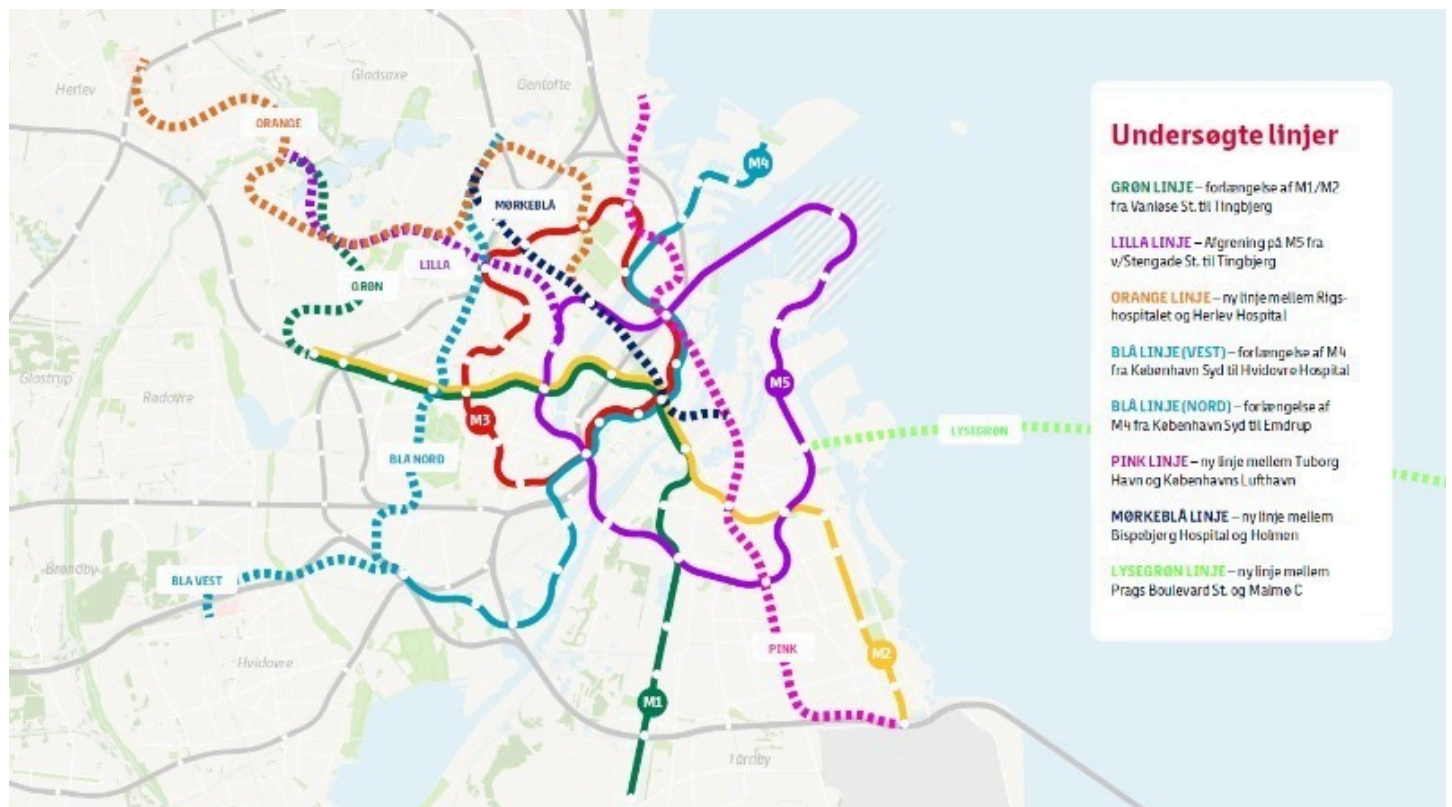 Herlev
Gladsaxe
Gentofte
ORANGE
M4
MØRKEBLÅ
LILLA
GRØN
Glostrup
Rødovre
M3
M5
BLÅ NORD
LYSEGRØN
Brøndby
BLÅ VEST
Hvidovre
PINK
M2
M1
Tårnby
Undersøgte linjer
GRØN LINJE – forlængelse af M1/M2
fra Vanløse St. til Tingbjerg
LILLA LINJE – Afgrening på M5 fra
v/Stengade St. til Tingbjerg
ORANGE LINJE – ny linje mellem Rigs-
hospitalet og Herlev Hospital
BLÅ LINJE (VEST) – forlængelse af M4
fra København Syd til Hvidovre Hospital
BLÅ LINJE (NORD) – forlængelse af
M4 fra København Syd til Emdrup
PINK LINJE – ny linje mellem Tuborg
Havn og Københavns Lufthavn
MØRKEBLÅ LINJE – ny linje mellem
Bispebjerg Hospital og Holmen
LYSEGRØN LINJE – ny linje mellem
Prags Boulevard St. og Malmø C